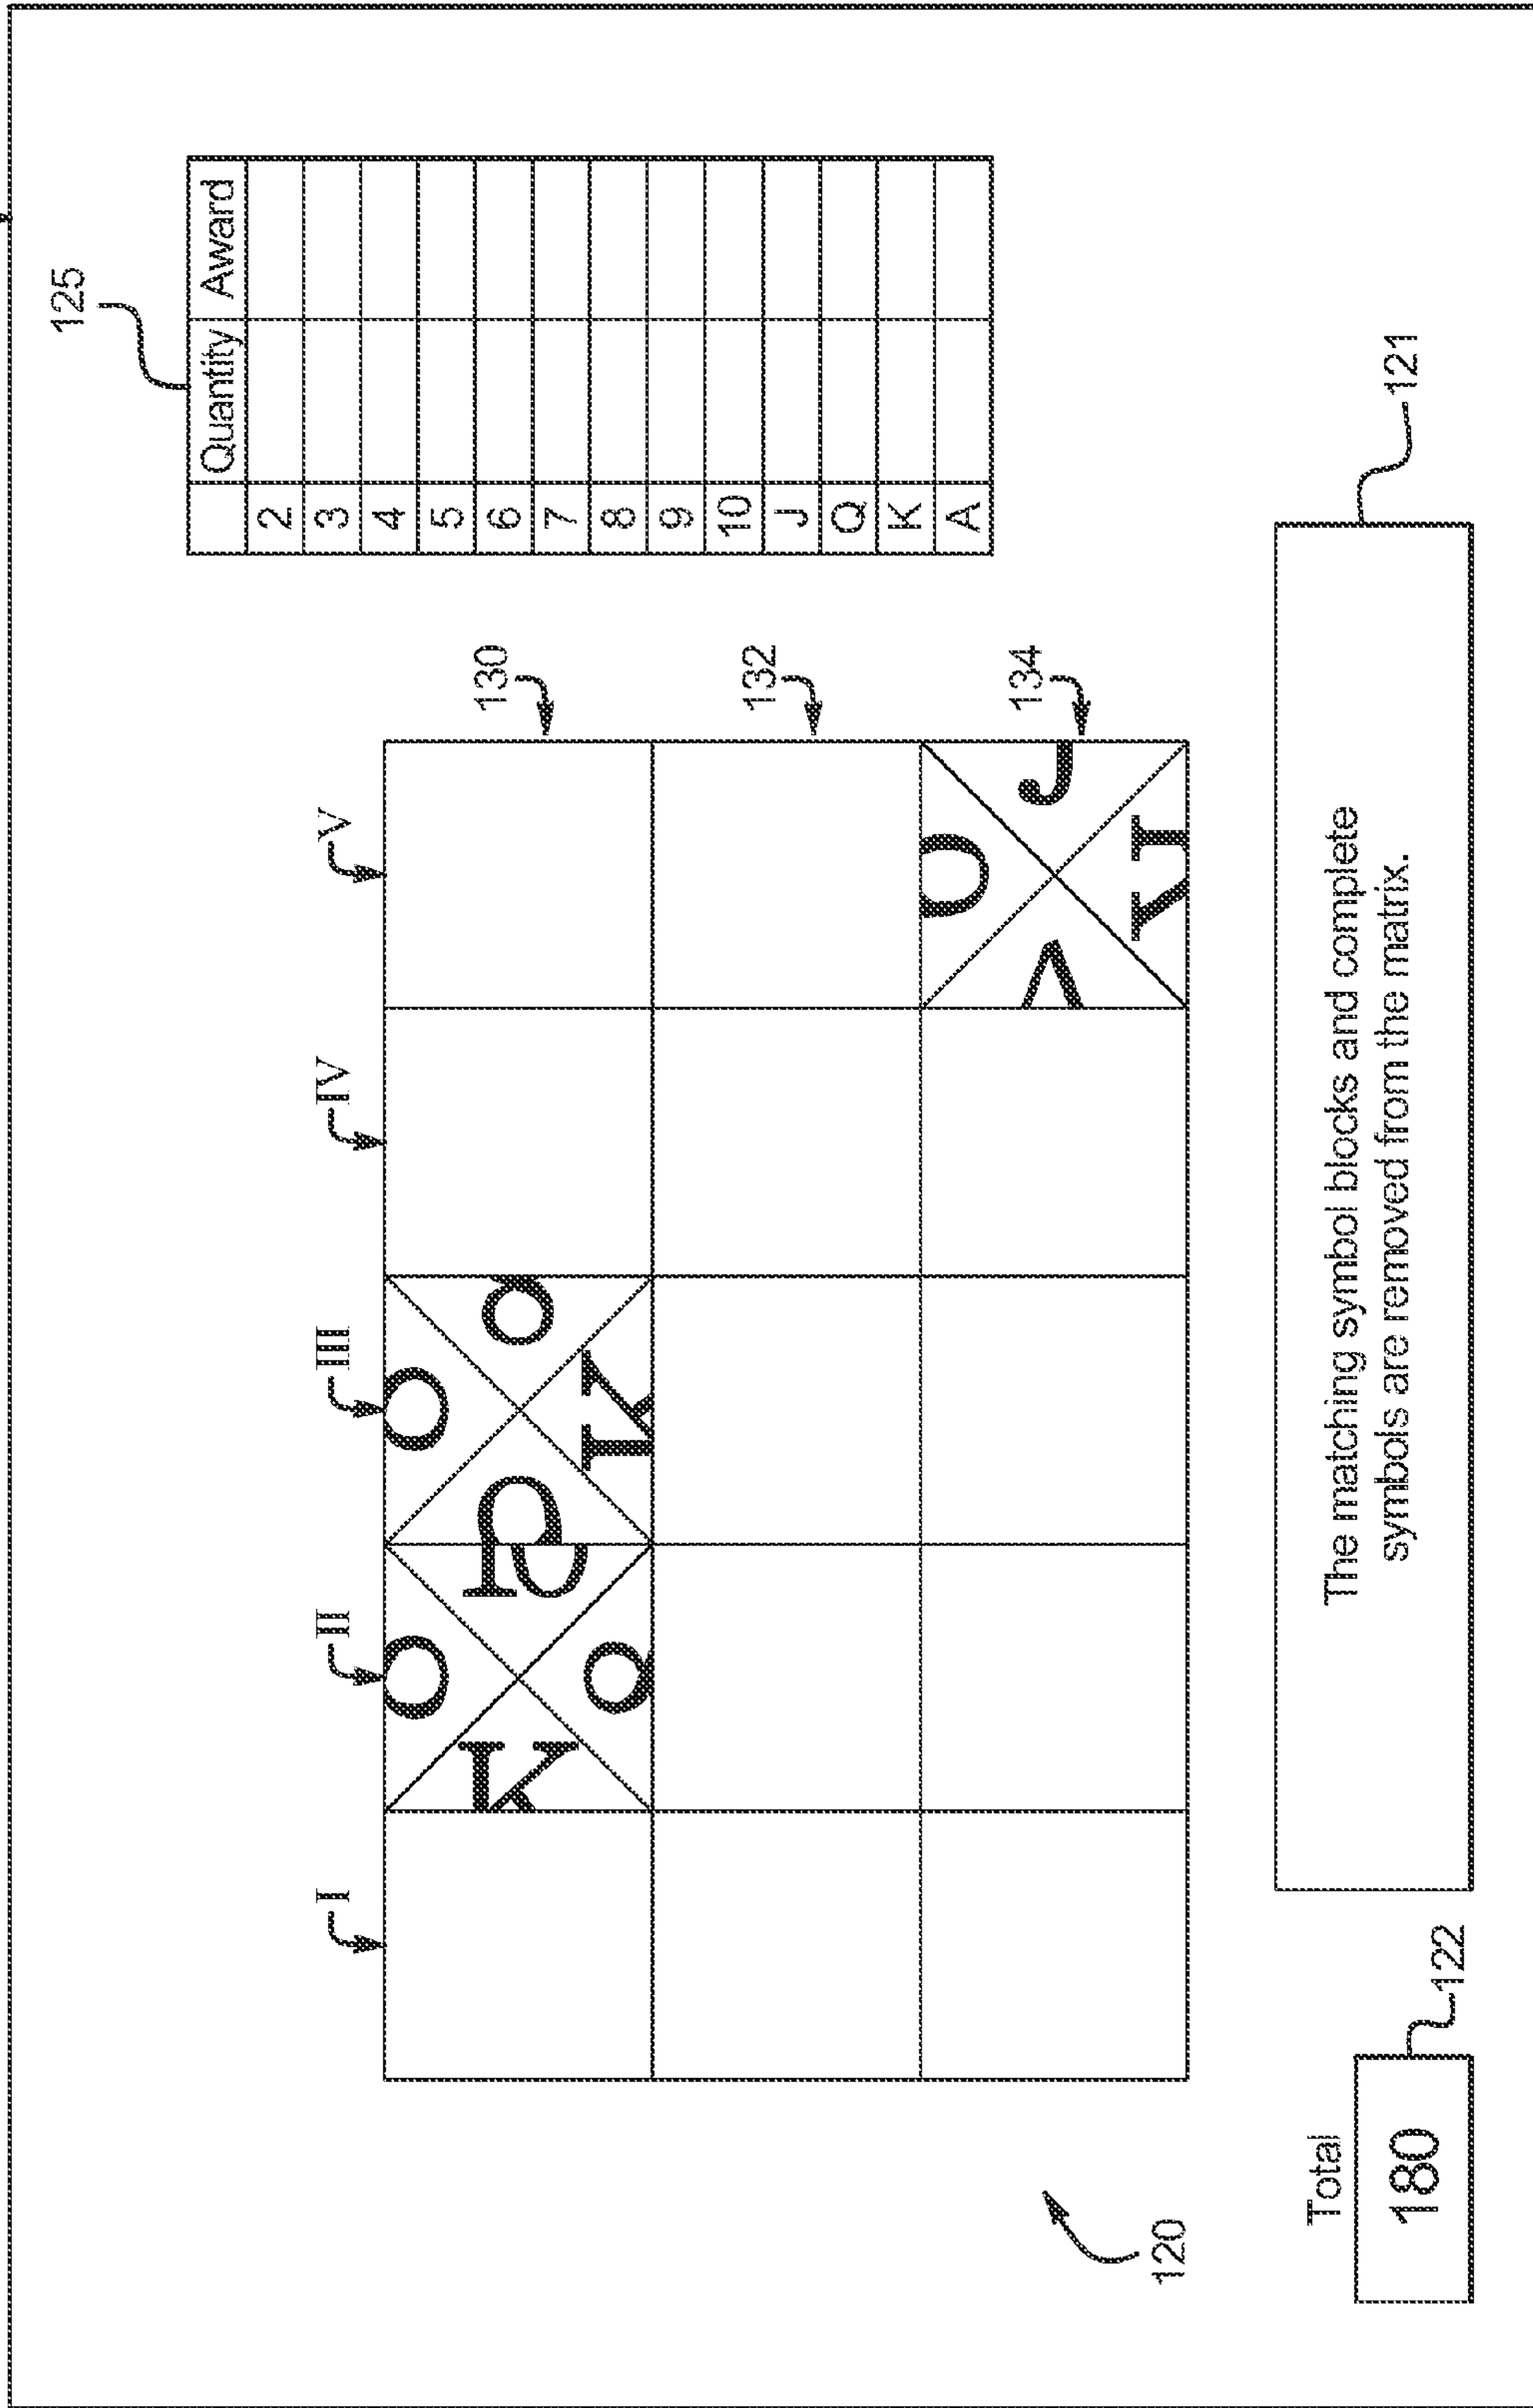 125
I II III IV V
130
132
134
120
Quantity Award
2
3
4
5
6
7
8
9
10
J
Q
K
A
Total
180
122
The matching symbol blocks and complete
symbols are removed from the matrix.
121